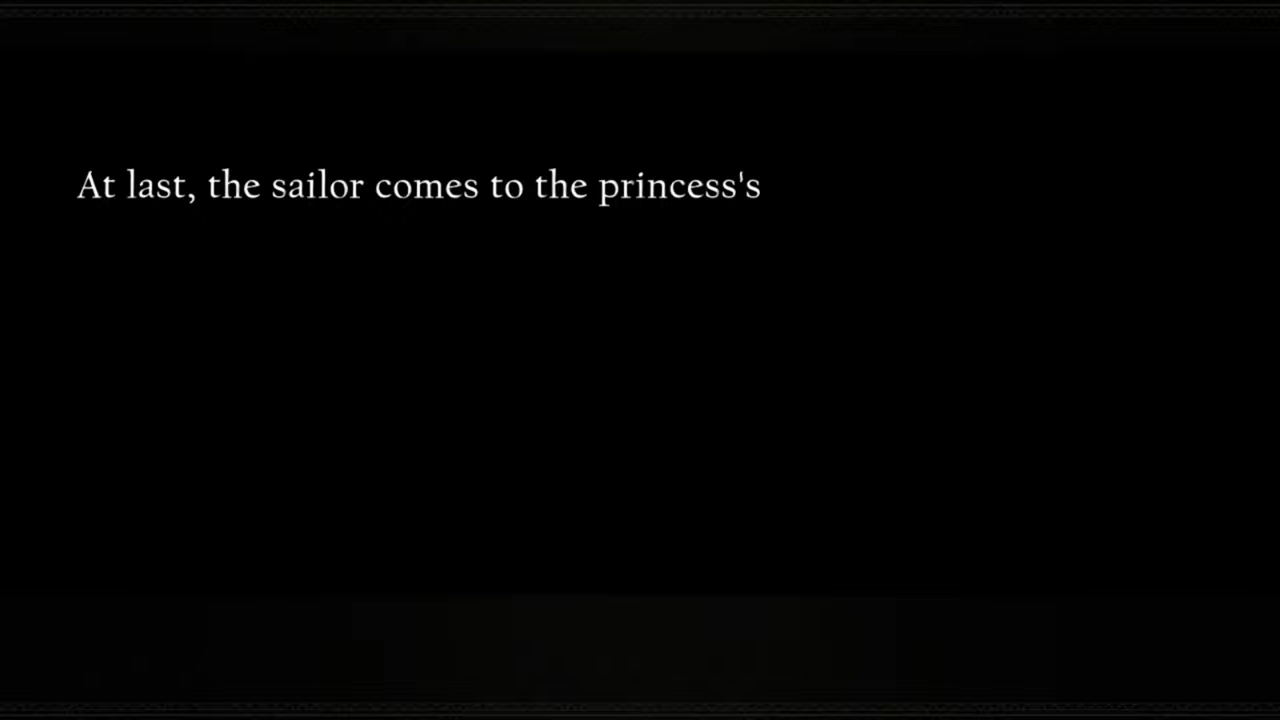 At last, the sailor comes to the princess's